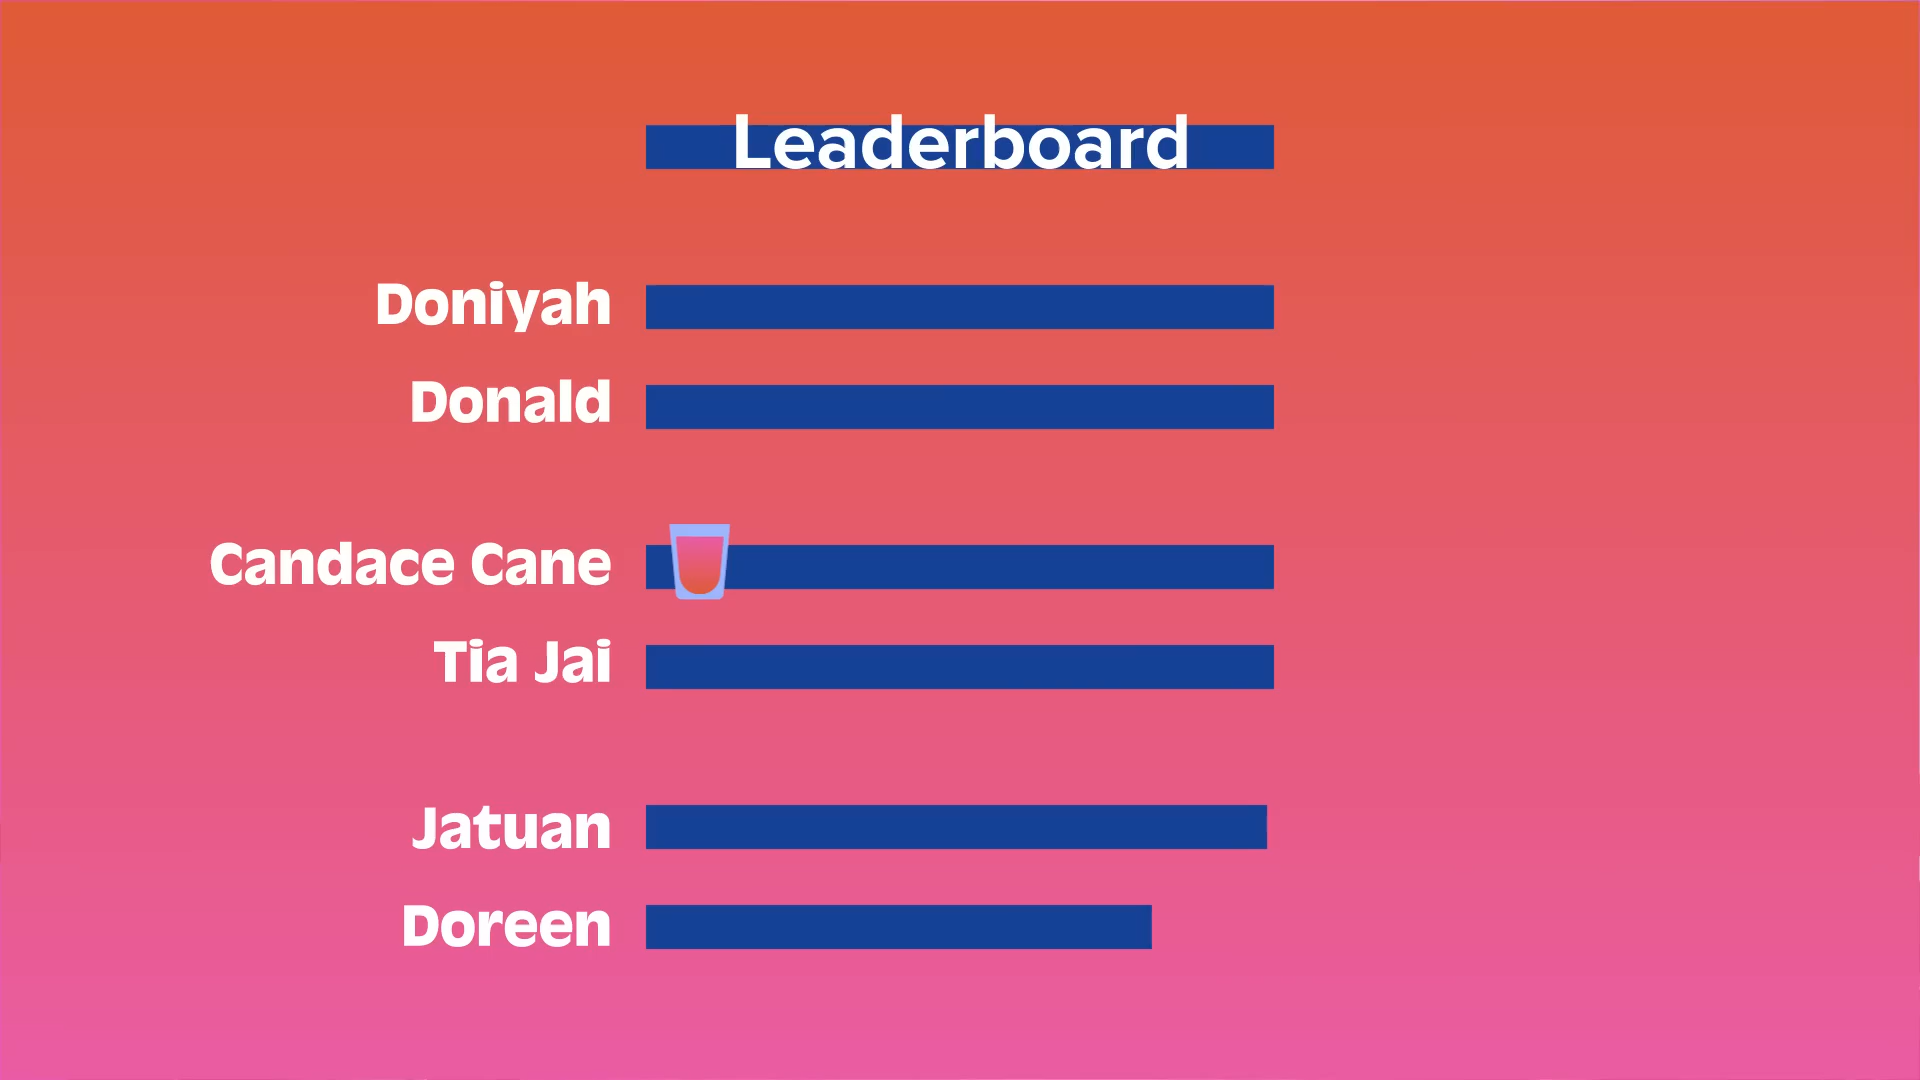 Leaderboard
Doniyah
Donald
Candace Cane
Tia Jai
Jatuan
Doreen